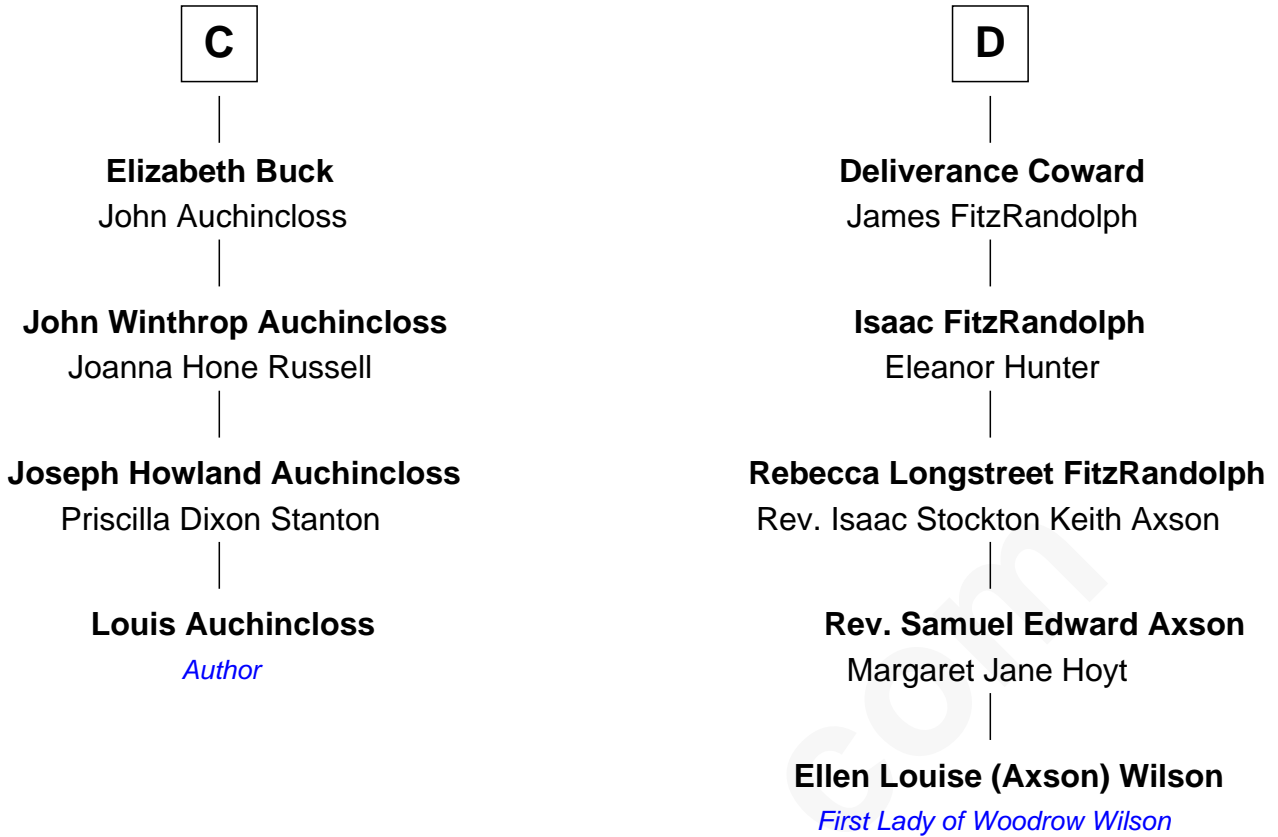 C
Elizabeth Buck
John Auchincloss
John Winthrop Auchincloss
Joanna Hone Russell
Joseph Howland Auchincloss
Priscilla Dixon Stanton
Louis Auchincloss
Author
D
Deliverance Coward
James FitzRandolph
Isaac FitzRandolph
Eleanor Hunter
Rebecca Longstreet FitzRandolph
Rev. Isaac Stockton Keith Axson
Rev. Samuel Edward Axson
Margaret Jane Hoyt
Ellen Louise (Axson) Wilson
First Lady of Woodrow Wilson
com